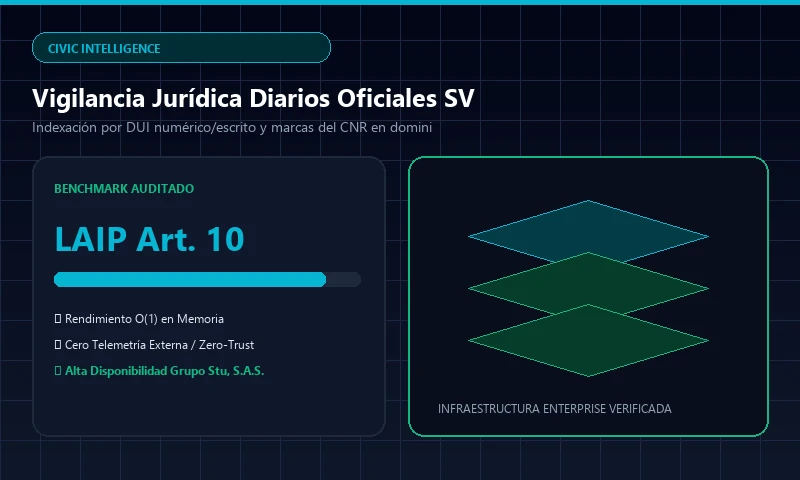 CIVIC INTELLIGENCE
Vigilancia Jurídica Diarios Oficiales SV
Indexación por DUI numérico/escrito y marcas del CNR en domini
BENCHMARK AUDITADO
LAIP Art. 10
Rendimiento O(1) en Memoria
Cero Telemetría Externa / Zero-Trust
Alta Disponibilidad Grupo Stu, S.A.S.
INFRAESTRUCTURA ENTERPRISE VERIFICADA